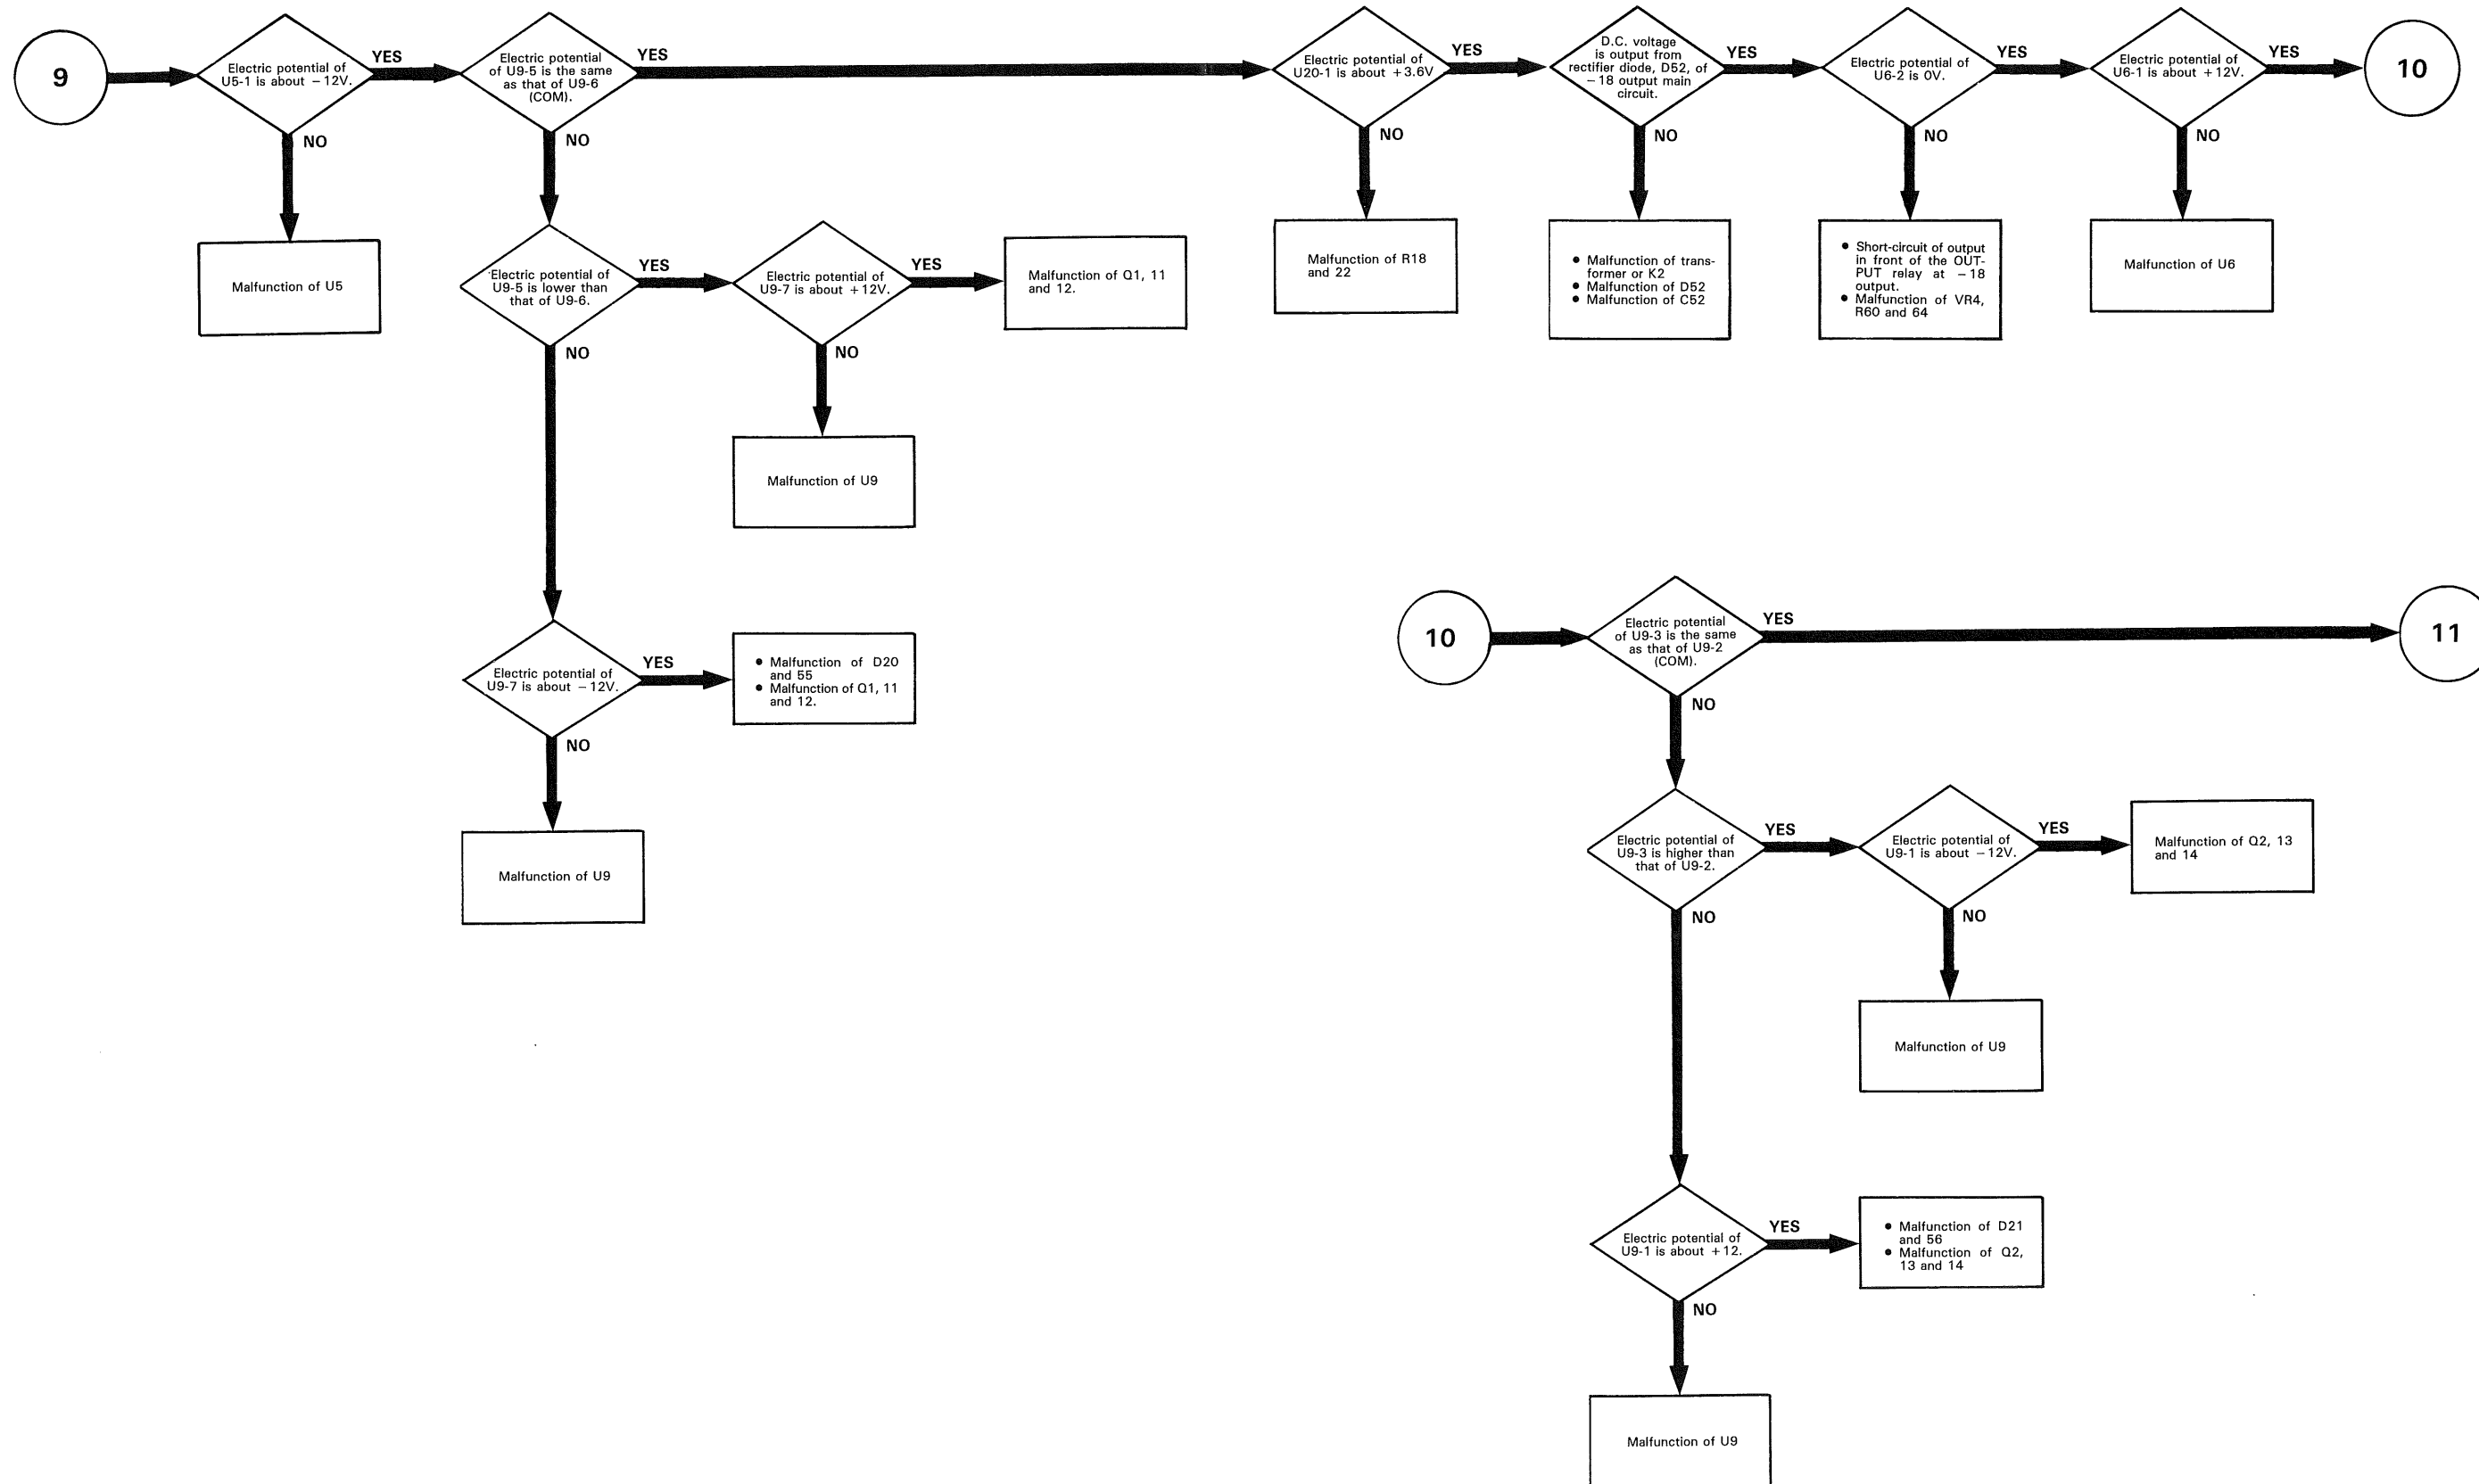 9
Electric potential of
U5-1 is about −12V.
YES
NO
Malfunction of U5
Electric potential
of U9-5 is the same
as that of U9-6
(COM).
YES
NO
Electric potential of
U9-5 is lower than
that of U9-6.
YES
NO
Electric potential of
U9-7 is about +12V.
YES
NO
Malfunction of Q1, 11
and 12.
Malfunction of U9
Electric potential of
U9-7 is about −12V.
YES
NO
● Malfunction of D20
and 55
● Malfunction of Q1, 11
and 12.
Malfunction of U9
Electric potential of
U20-1 is about +3.6V
YES
NO
Malfunction of R18
and 22
D.C. voltage
is output from
rectifier diode, D52, of
−18 output main
circuit.
YES
NO
● Malfunction of trans-
former or K2
● Malfunction of D52
● Malfunction of C52
Electric potential of
U6-2 is 0V.
YES
NO
● Short-circuit of output
in front of the OUT-
PUT relay at −18
output.
● Malfunction of VR4,
R60 and 64
Electric potential of
U6-1 is about +12V.
YES
NO
Malfunction of U6
10
10
Electric potential
of U9-3 is the same
as that of U9-2
(COM).
YES
NO
11
Electric potential of
U9-3 is higher than
that of U9-2.
YES
NO
Electric potential of
U9-1 is about −12V.
YES
NO
Malfunction of Q2, 13
and 14
Malfunction of U9
Electric potential of
U9-1 is about +12.
YES
NO
● Malfunction of D21
and 56
● Malfunction of Q2,
13 and 14
Malfunction of U9